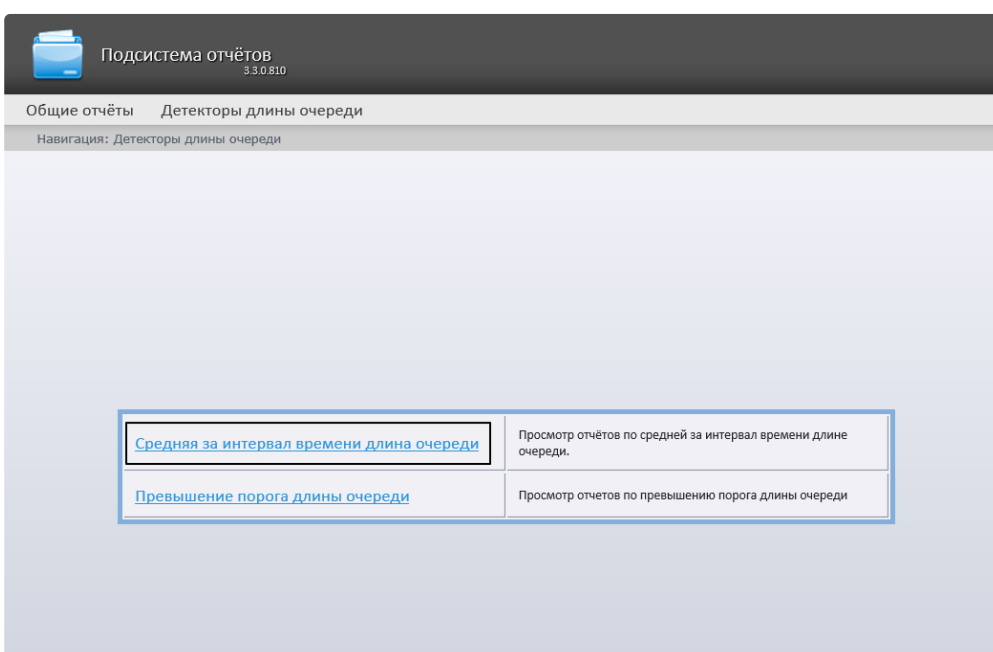 Подсистема отчётов
3.3.0.810
Общие отчёты Детекторы длины очереди
Навигация: Детекторы длины очереди
Средняя за интервал времени длина очереди
Просмотр отчётов по средней за интервал времени длине
очереди.
Превышение порога длины очереди
Просмотр отчетов по превышению порога длины очереди